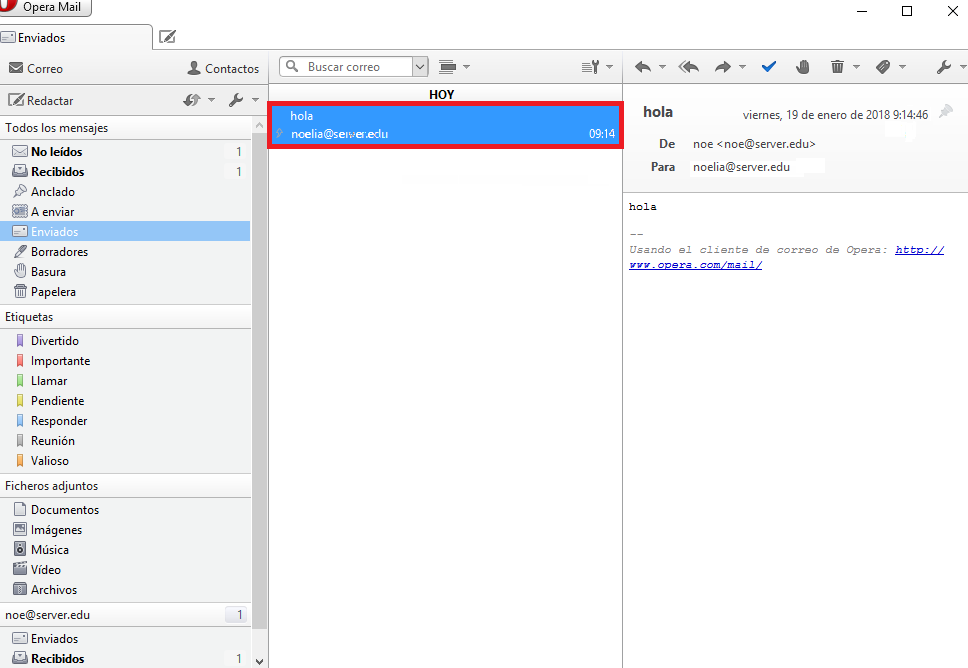 Opera Mail
Enviados
Correo
Contactos
Redactar
Todos los mensajes
No leídos 1
Recibidos 1
Anclado
A enviar
Enviados
Borradores
Basura
Papelera
Etiquetas
Divertido
Importante
Llamar
Pendiente
Responder
Reunión
Valioso
Ficheros adjuntos
Documentos
Imágenes
Música
Vídeo
Archivos
noe@server.edu 1
Enviados
Recibidos 1
Buscar correo
HOY
hola
noelia@server.edu 09:14
hola viernes, 19 de enero de 2018 9:14:46
De noe <noe@server.edu>
Para noelia@server.edu
hola
--
Usando el cliente de correo de Opera: http://
www.opera.com/mail/